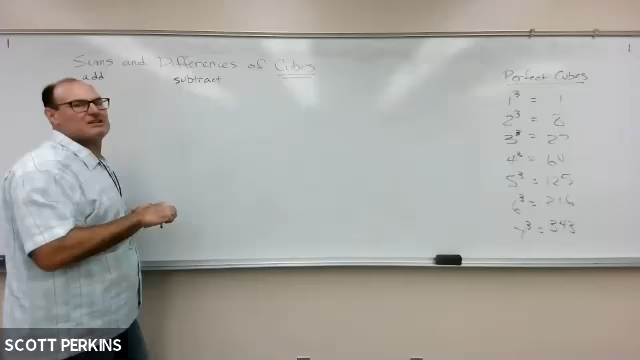 Sums and Differences of Cubes
add subtract
Perfect Cubes
1³ = 1
2³ = 8
3³ = 27
4³ = 64
5³ = 125
6³ = 216
7³ = 343
SCOTT PERKINS